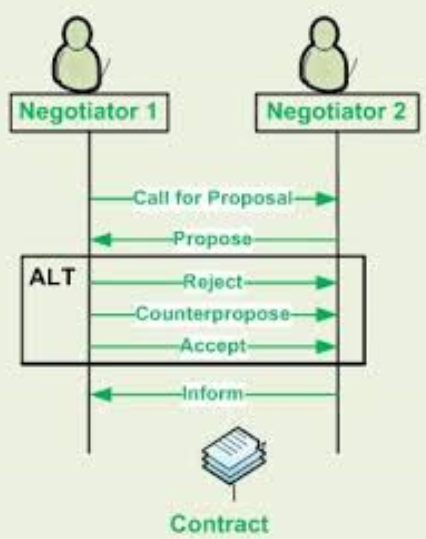 Negotiator 1
Negotiator 2
Call for Proposal
Propose
ALT
Reject
Counterpropose
Accept
Inform
Contract